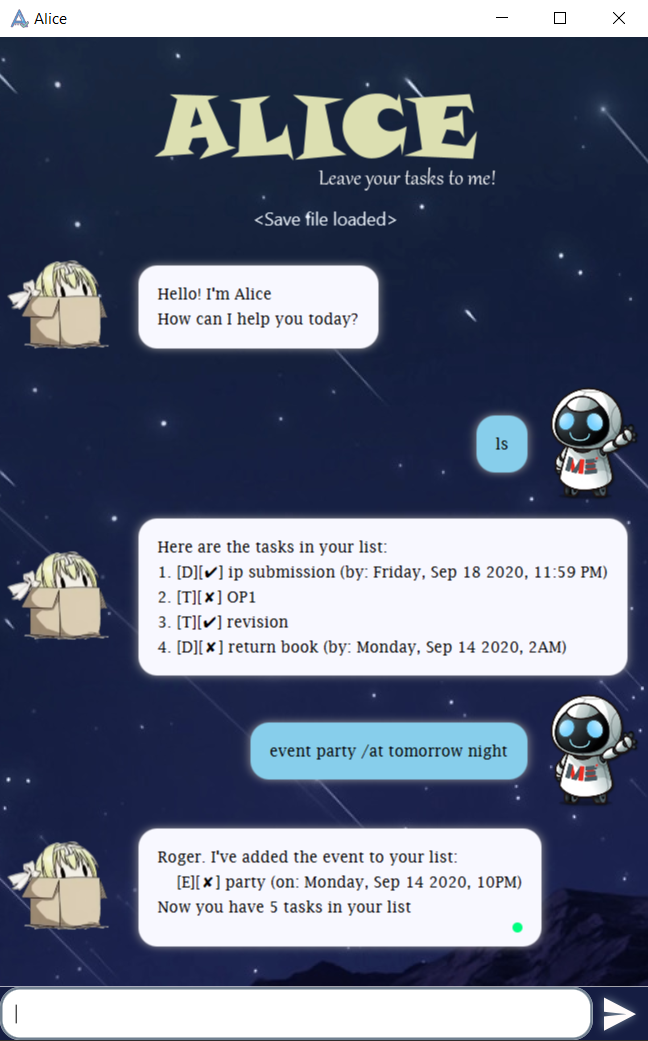 Alice
ALICE
Leave your tasks to me!
<Save file loaded>
Hello! I'm Alice
How can I help you today?
ls
ME
Here are the tasks in your list:
1. [D][✔] ip submission (by: Friday, Sep 18 2020, 11:59 PM)
2. [T][✘] OP1
3. [T][✔] revision
4. [D][✘] return book (by: Monday, Sep 14 2020, 2AM)
event party /at tomorrow night
ME
Roger. I've added the event to your list:
[E][✘] party (on: Monday, Sep 14 2020, 10PM)
Now you have 5 tasks in your list